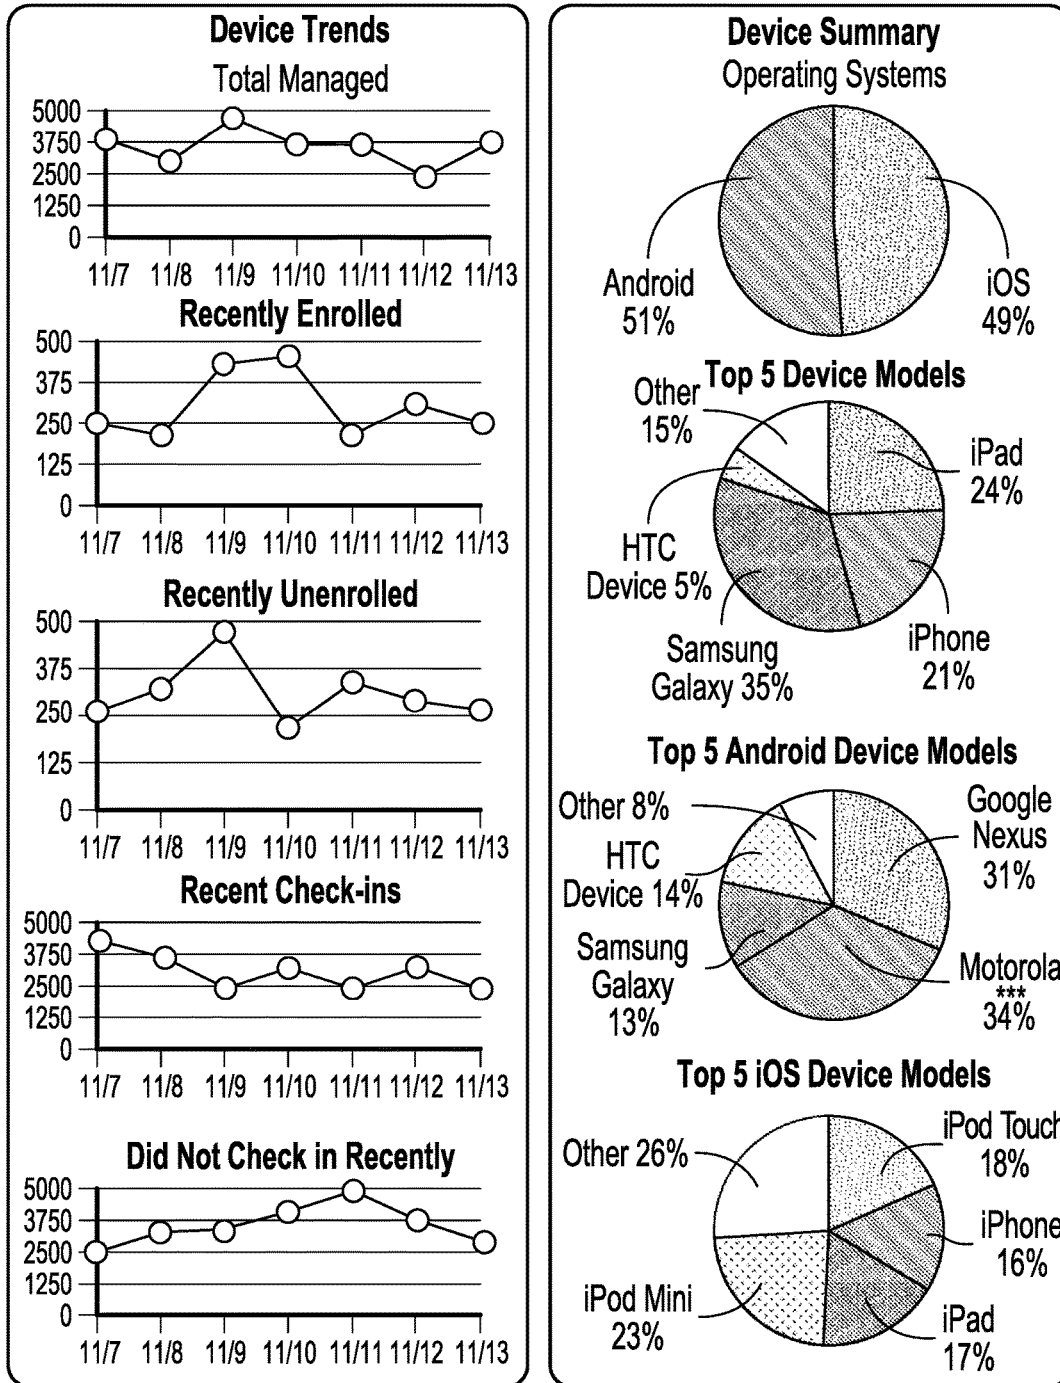 Device Trends
Total Managed
5000
3750
2500
1250
0
11/7 11/8 11/9 11/10 11/11 11/12 11/13
Recently Enrolled
500
375
250
125
0
11/7 11/8 11/9 11/10 11/11 11/12 11/13
Recently Unenrolled
500
375
250
125
0
11/7 11/8 11/9 11/10 11/11 11/12 11/13
Recent Check-ins
5000
3750
2500
1250
0
11/7 11/8 11/9 11/10 11/11 11/12 11/13
Did Not Check in Recently
5000
3750
2500
1250
0
11/7 11/8 11/9 11/10 11/11 11/12 11/13
Device Summary
Operating Systems
Android
51%
iOS
49%
Top 5 Device Models
Other
15%
iPad
24%
HTC
Device 5%
Samsung
Galaxy 35%
iPhone
21%
Top 5 Android Device Models
Other 8%
Google
Nexus
31%
HTC
Device 14%
Samsung
Galaxy
13%
Motorola
***
34%
Top 5 iOS Device Models
Other 26%
iPod Touch
18%
iPhone
16%
iPod Mini
23%
iPad
17%